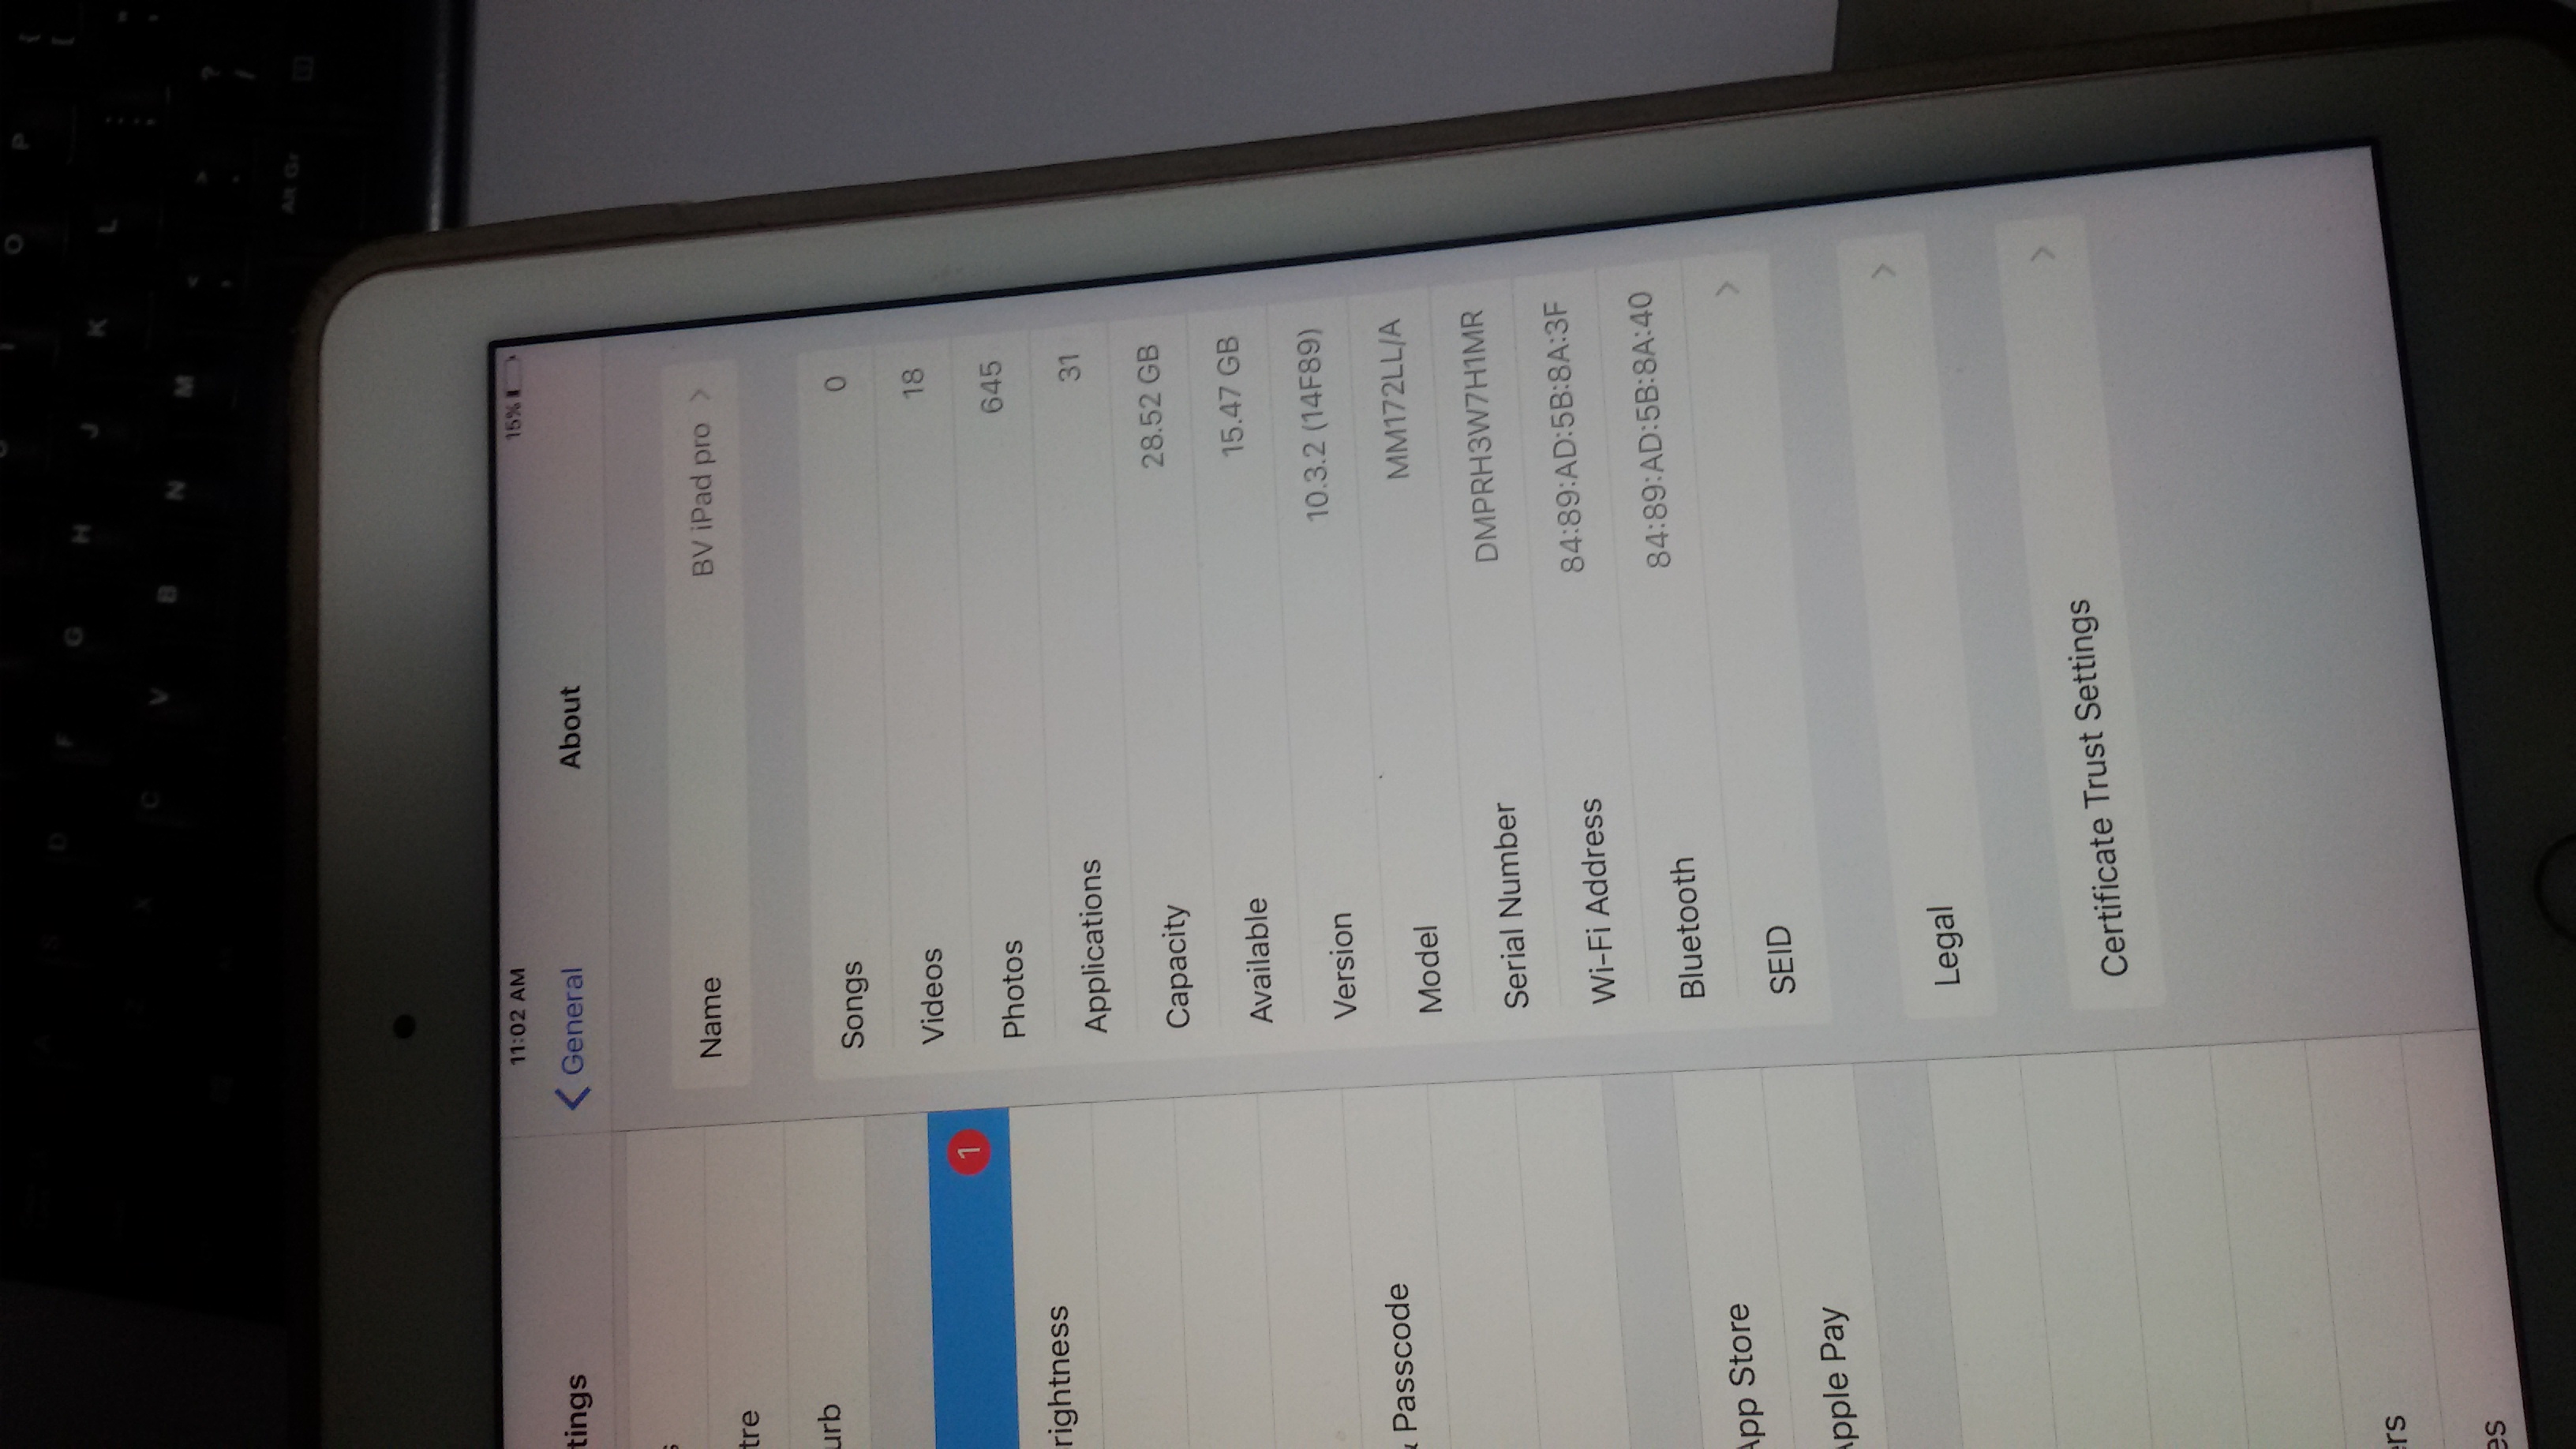 11:02 AM 15%
General About
Name BV iPad pro
Songs 0
Videos 18
Photos 645
Applications 31
Capacity 28.52 GB
Available 15.47 GB
Version 10.3.2 (14F89)
Model MM172LL/A
Serial Number DMPRH3W7H1MR
Wi-Fi Address 84:89:AD:5B:8A:3F
Bluetooth 84:89:AD:5B:8A:40
SEID
Legal
Certificate Trust Settings
tings
tre
urb
1
rightness
Passcode
App Store
Apple Pay
rs
es
O P
F G H J K L
C V B N M
Alt Gr